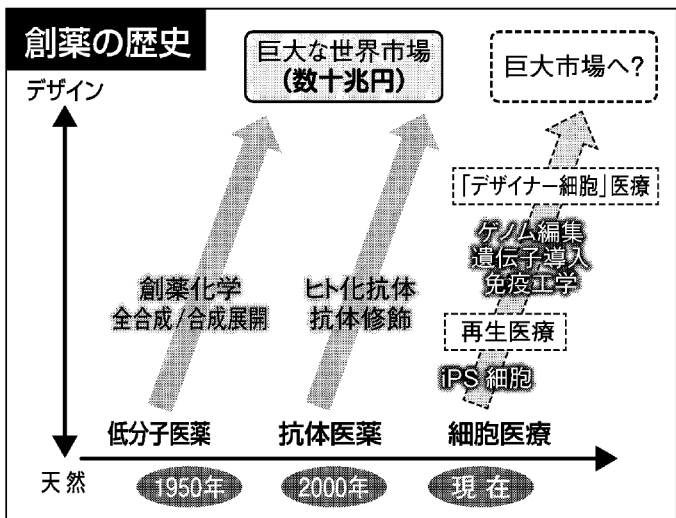 創薬の歴史
デザイン
巨大な世界市場
(数十兆円)
巨大市場へ?
「デザイナー細胞」医療
ゲノム編集
遺伝子導入
免疫工学
創薬化学
全合成/合成展開
ヒト化抗体
抗体修飾
再生医療
iPS 細胞
低分子医薬
抗体医薬
細胞医療
天然
1950年
2000年
現在